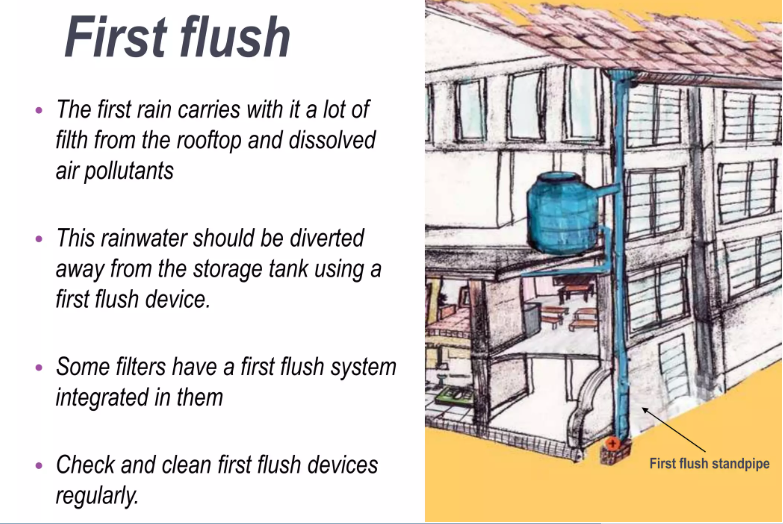 First flush
• The first rain carries with it a lot of
filth from the rooftop and dissolved
air pollutants
• This rainwater should be diverted
away from the storage tank using a
first flush device.
• Some filters have a first flush system
integrated in them
• Check and clean first flush devices
regularly.
First flush standpipe